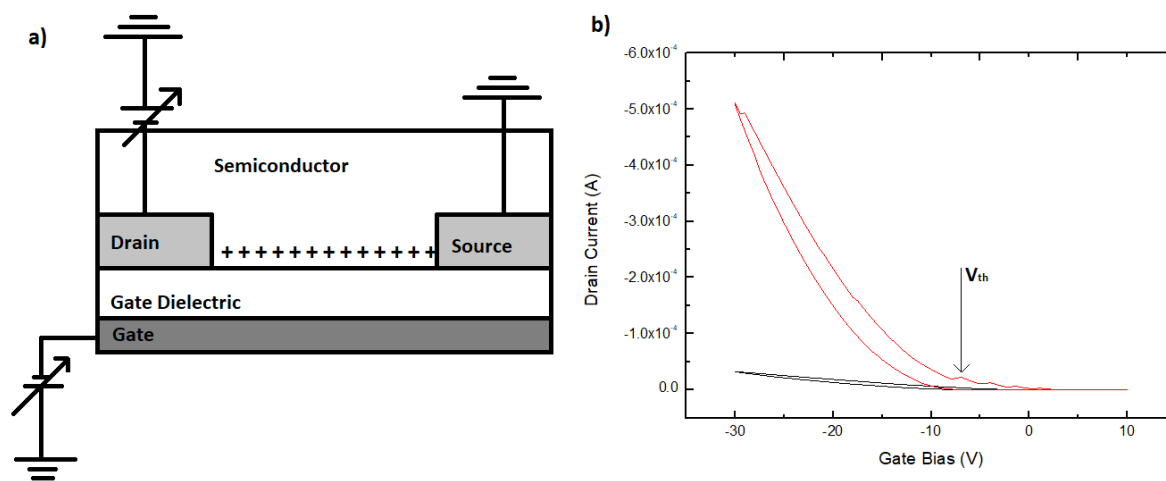 a)
Semiconductor
Drain
Source
+ + + + + + + + + + + + +
Gate Dielectric
Gate
b)
-6.0x10⁻⁴
-5.0x10⁻⁴
-4.0x10⁻⁴
-3.0x10⁻⁴
-2.0x10⁻⁴
-1.0x10⁻⁴
0.0
Drain Current (A)
Vth
-30
-20
-10
0
10
Gate Bias (V)